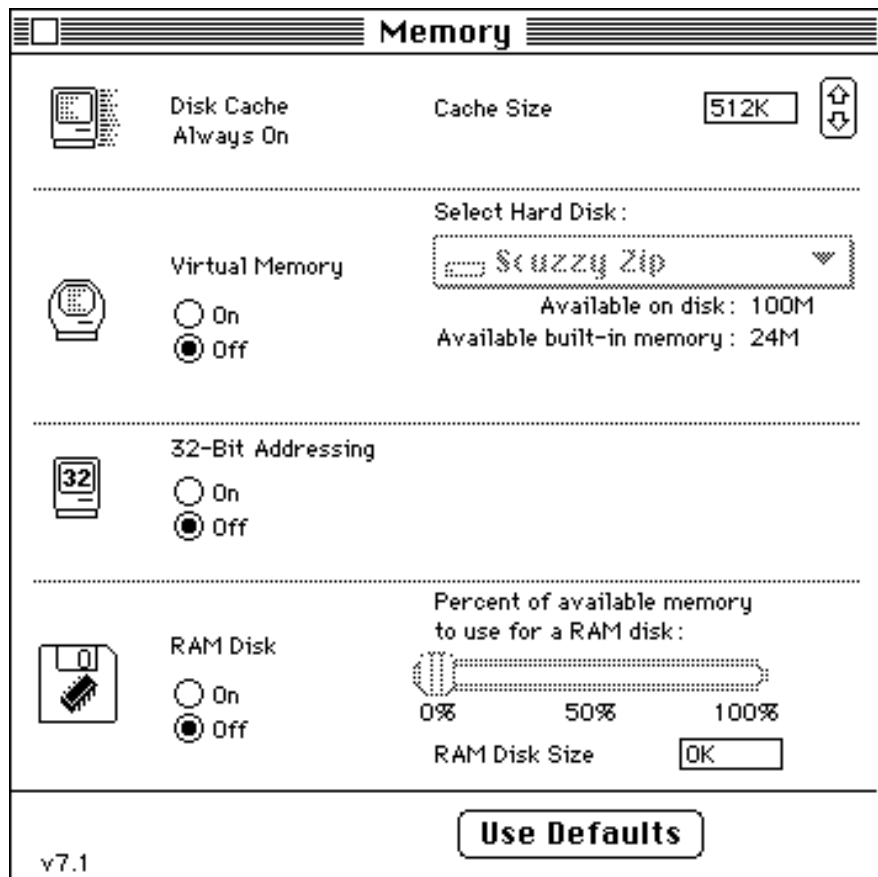 Memory
Disk Cache
Always On
Cache Size
512K
Select Hard Disk :
Scuzzy Zip
Virtual Memory
On
Off
Available on disk : 100M
Available built-in memory : 24M
32-Bit Addressing
32
On
Off
Percent of available memory
to use for a RAM disk :
RAM Disk
On
Off
0% 50% 100%
RAM Disk Size
0K
Use Defaults
v7.1